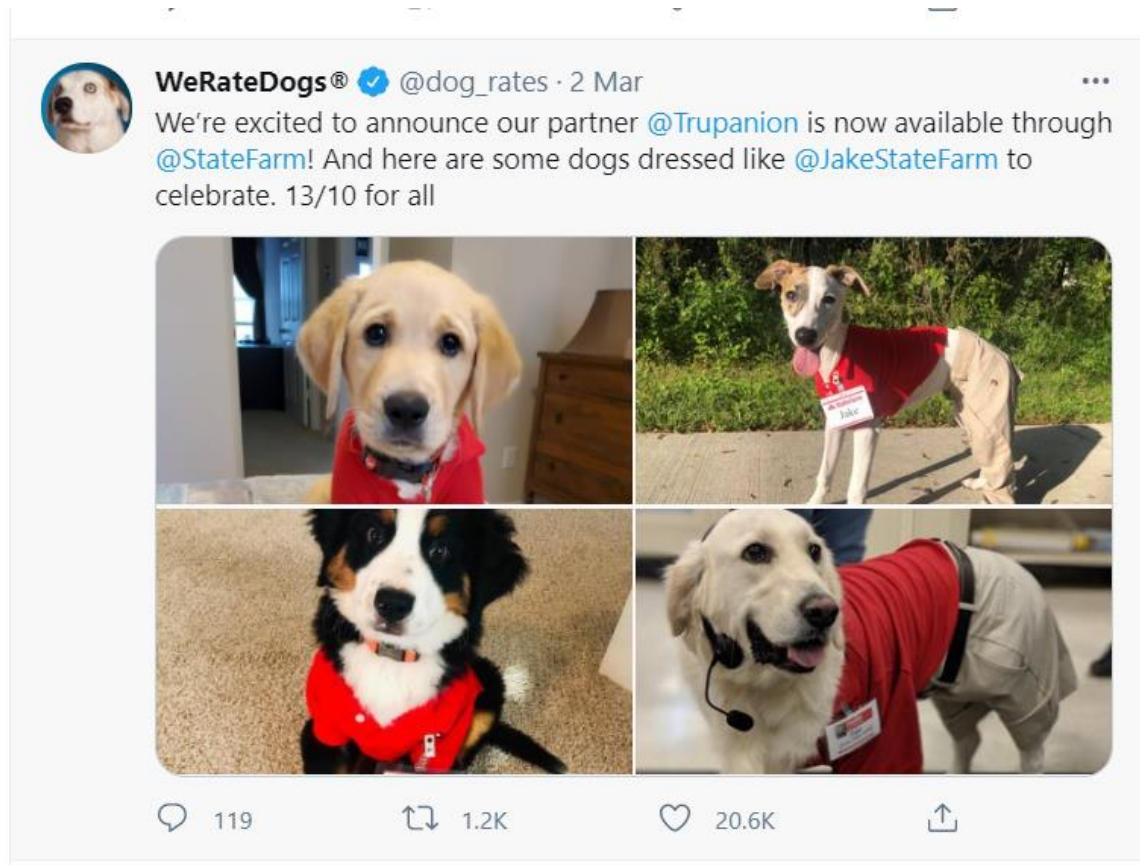 WeRateDogs® @dog_rates · 2 Mar
We're excited to announce our partner @Trupanion is now available through
@StateFarm! And here are some dogs dressed like @JakeStateFarm to
celebrate. 13/10 for all
Jake
119 1.2K 20.6K